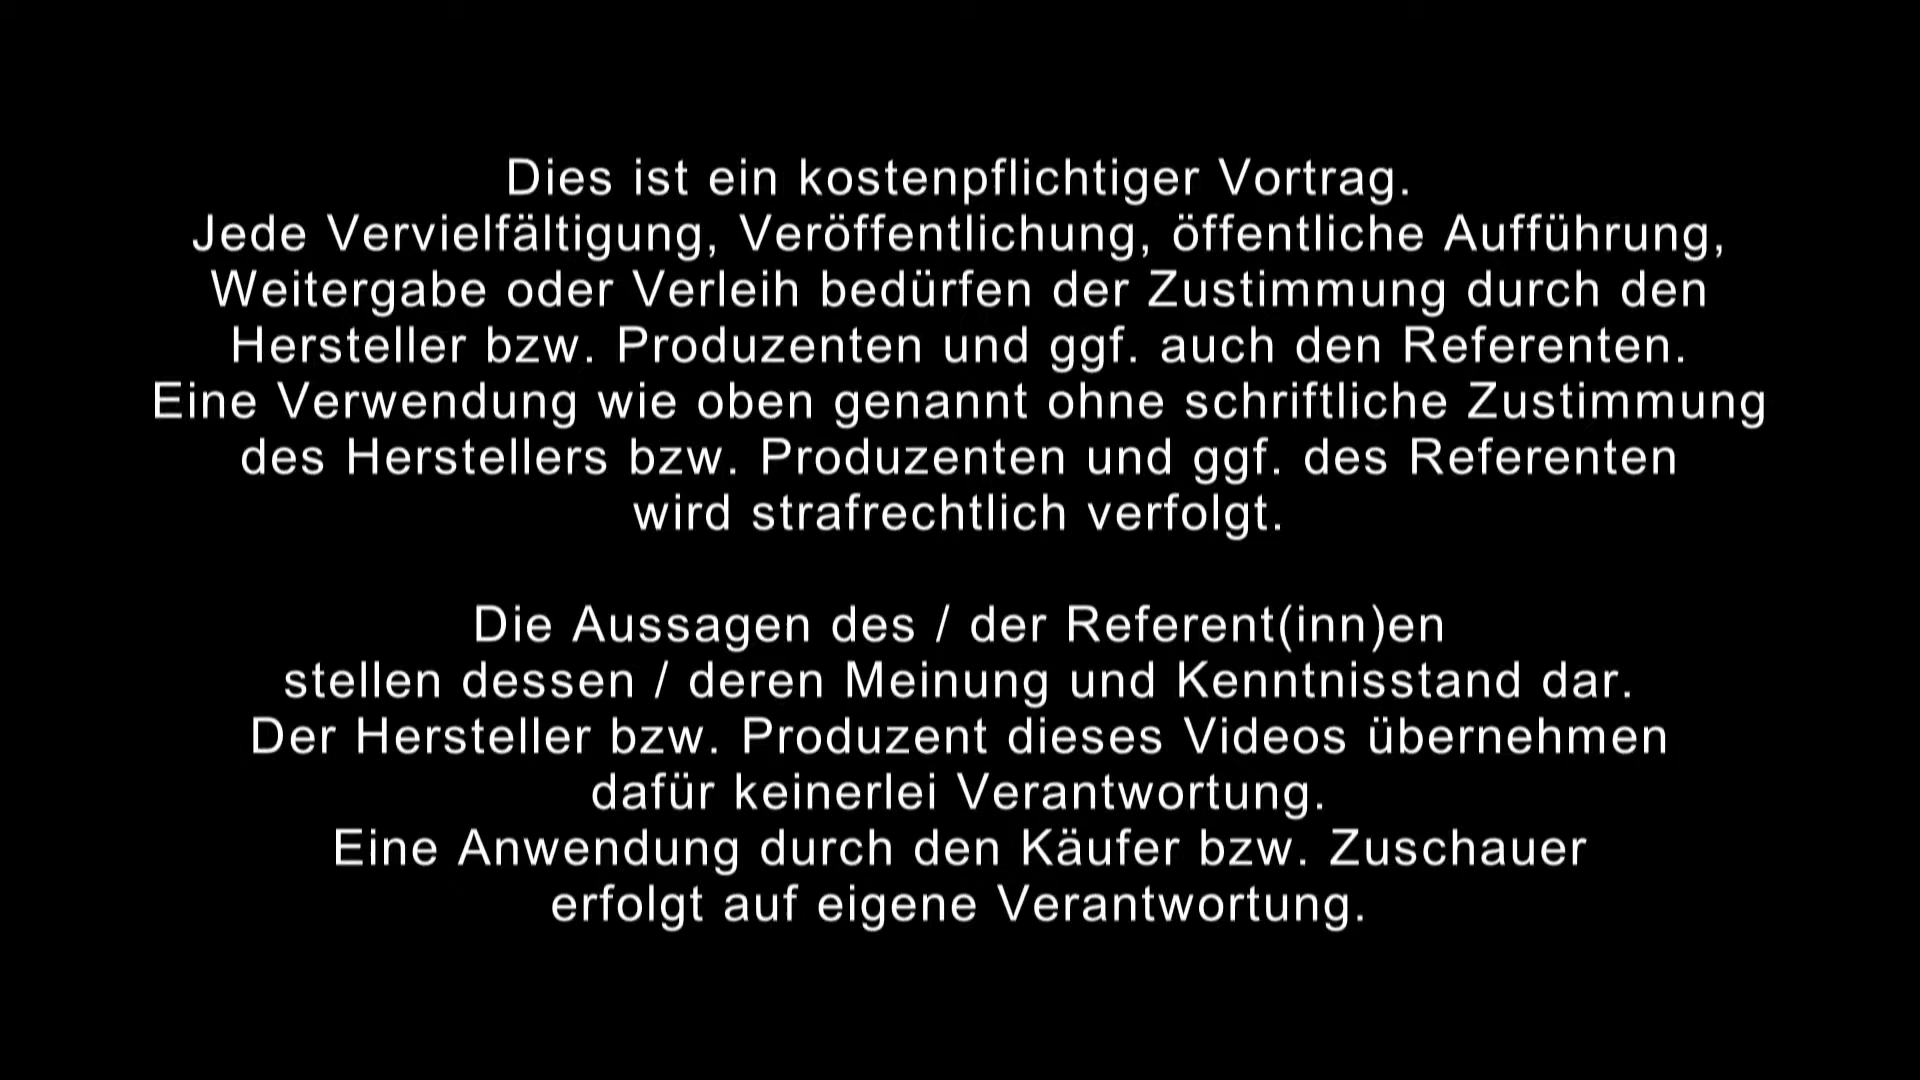 Dies ist ein kostenpflichtiger Vortrag.
Jede Vervielfältigung, Veröffentlichung, öffentliche Aufführung,
Weitergabe oder Verleih bedürfen der Zustimmung durch den
Hersteller bzw. Produzenten und ggf. auch den Referenten.
Eine Verwendung wie oben genannt ohne schriftliche Zustimmung
des Herstellers bzw. Produzenten und ggf. des Referenten
wird strafrechtlich verfolgt.
Die Aussagen des / der Referent(inn)en
stellen dessen / deren Meinung und Kenntnisstand dar.
Der Hersteller bzw. Produzent dieses Videos übernehmen
dafür keinerlei Verantwortung.
Eine Anwendung durch den Käufer bzw. Zuschauer
erfolgt auf eigene Verantwortung.